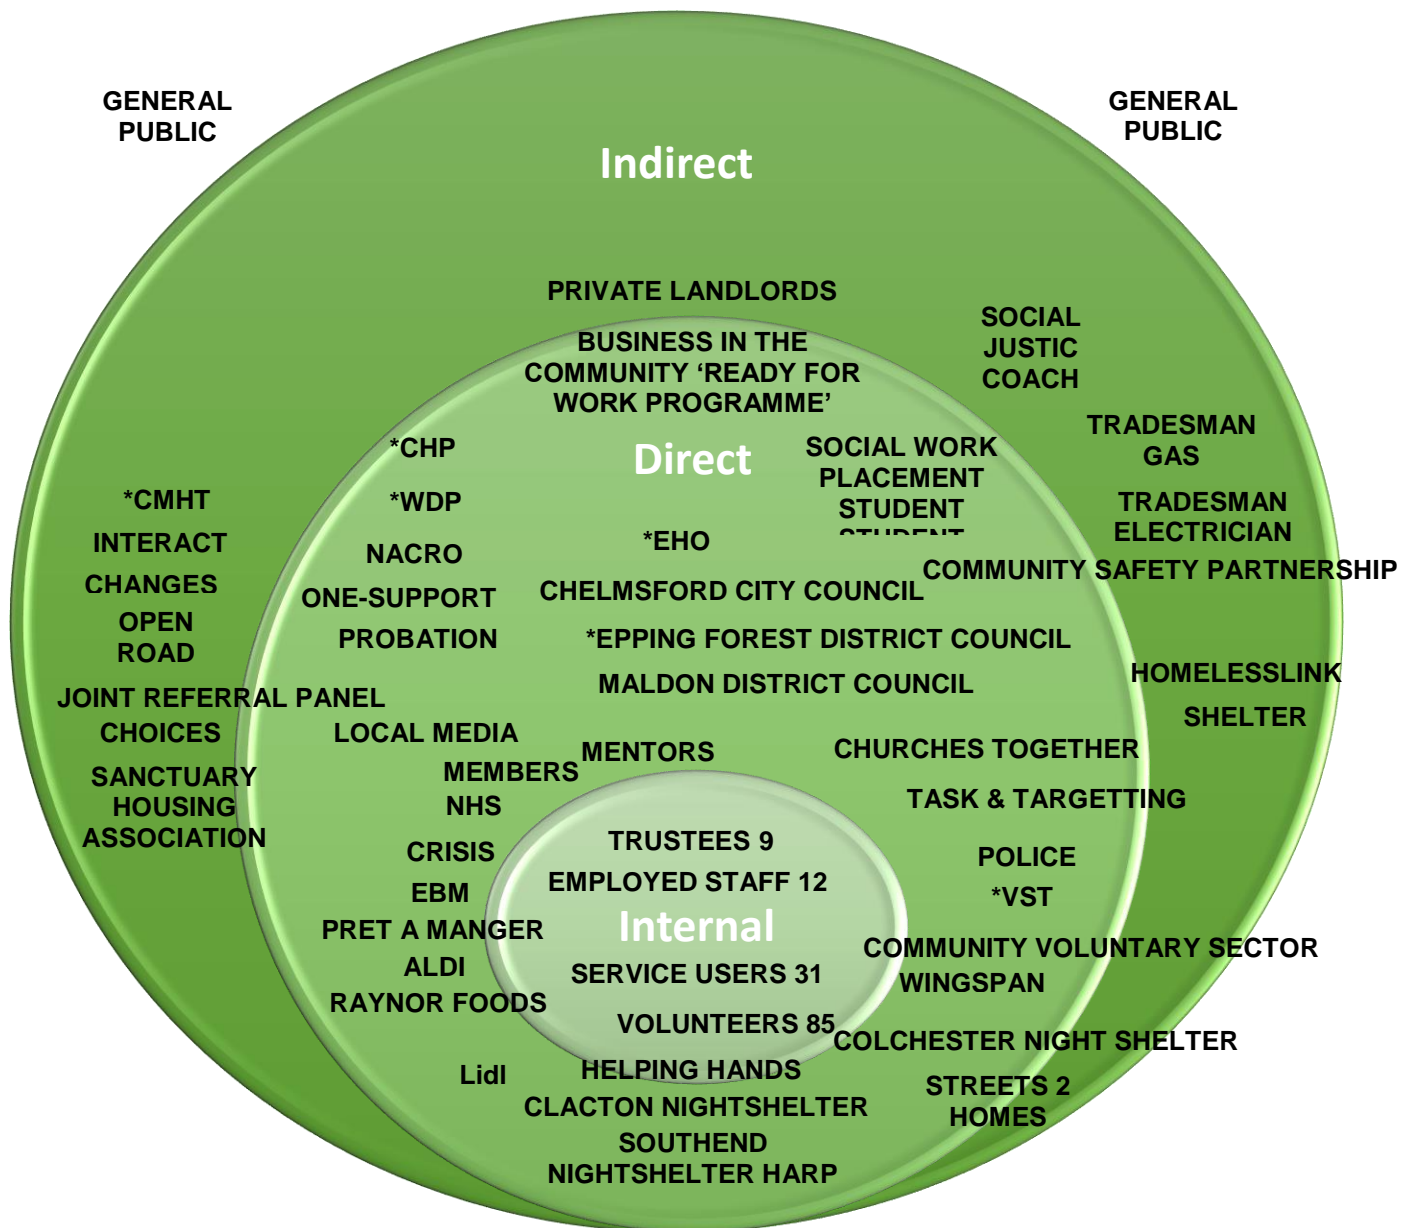 GENERAL
PUBLIC
GENERAL
PUBLIC
Indirect
PRIVATE LANDLORDS
SOCIAL
JUSTIC
COACH
BUSINESS IN THE
COMMUNITY ‘READY FOR
WORK PROGRAMME’
TRADESMAN
GAS
*CHP
Direct
SOCIAL WORK
PLACEMENT
STUDENT
STUDENT
*CMHT
*WDP
TRADESMAN
ELECTRICIAN
INTERACT
NACRO
*EHO
COMMUNITY SAFETY PARTNERSHIP
CHANGES
ONE-SUPPORT
CHELMSFORD CITY COUNCIL
OPEN
ROAD
PROBATION
*EPPING FOREST DISTRICT COUNCIL
MALDON DISTRICT COUNCIL
HOMELESSLINK
JOINT REFERRAL PANEL
SHELTER
CHOICES
LOCAL MEDIA
MENTORS
CHURCHES TOGETHER
SANCTUARY
HOUSING
ASSOCIATION
MEMBERS
NHS
TASK & TARGETTING
TRUSTEES 9
CRISIS
POLICE
EMPLOYED STAFF 12
EBM
*VST
Internal
PRET A MANGER
COMMUNITY VOLUNTARY SECTOR
ALDI
SERVICE USERS 31
WINGSPAN
RAYNOR FOODS
VOLUNTEERS 85
COLCHESTER NIGHT SHELTER
Lidl
HELPING HANDS
STREETS 2
HOMES
CLACTON NIGHTSHELTER
SOUTHEND
NIGHTSHELTER HARP